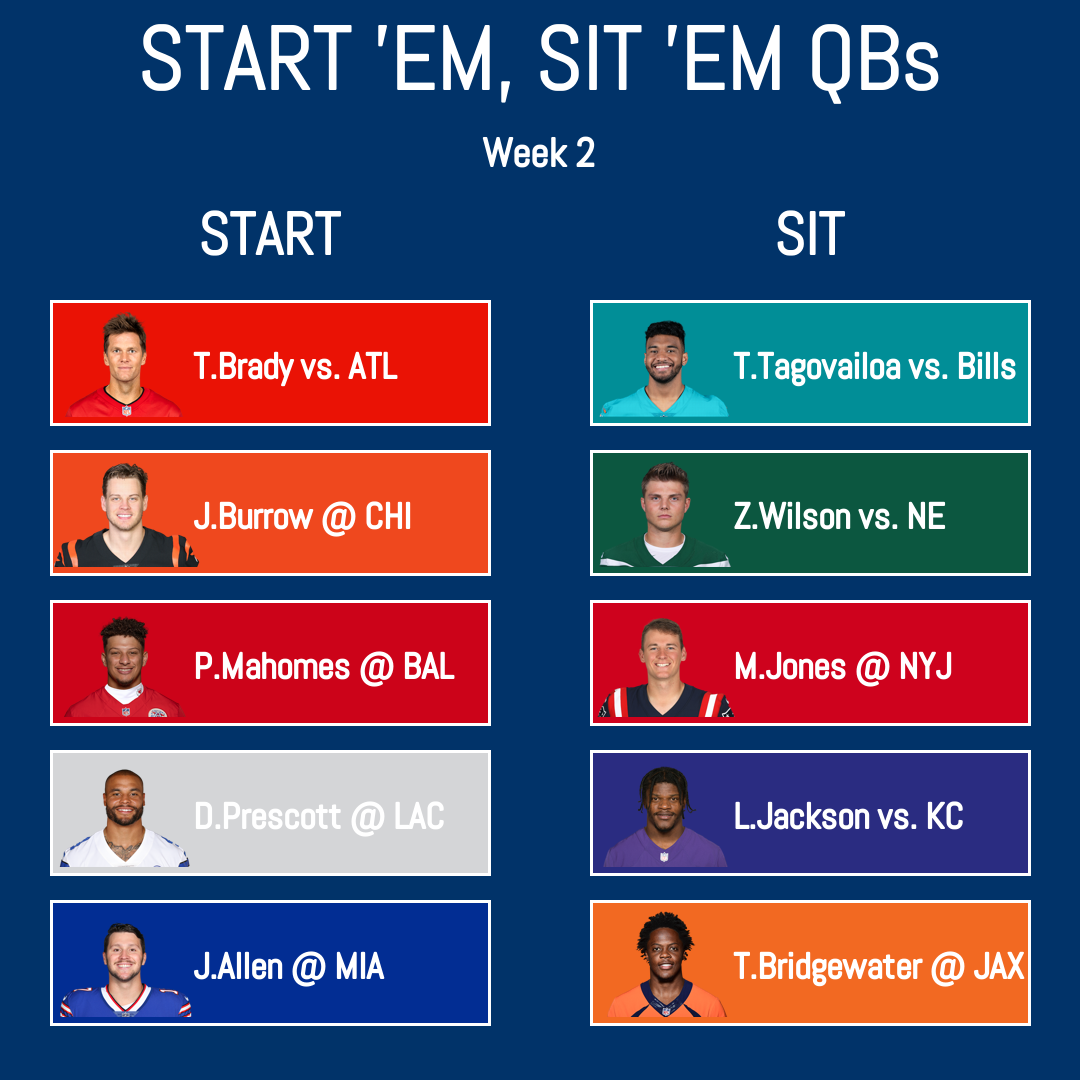 START ’EM, SIT ’EM QBs
Week 2
START
T.Brady vs. ATL
J.Burrow @ CHI
P.Mahomes @ BAL
D.Prescott @ LAC
J.Allen @ MIA
SIT
T.Tagovailoa vs. Bills
Z.Wilson vs. NE
M.Jones @ NYJ
L.Jackson vs. KC
T.Bridgewater @ JAX